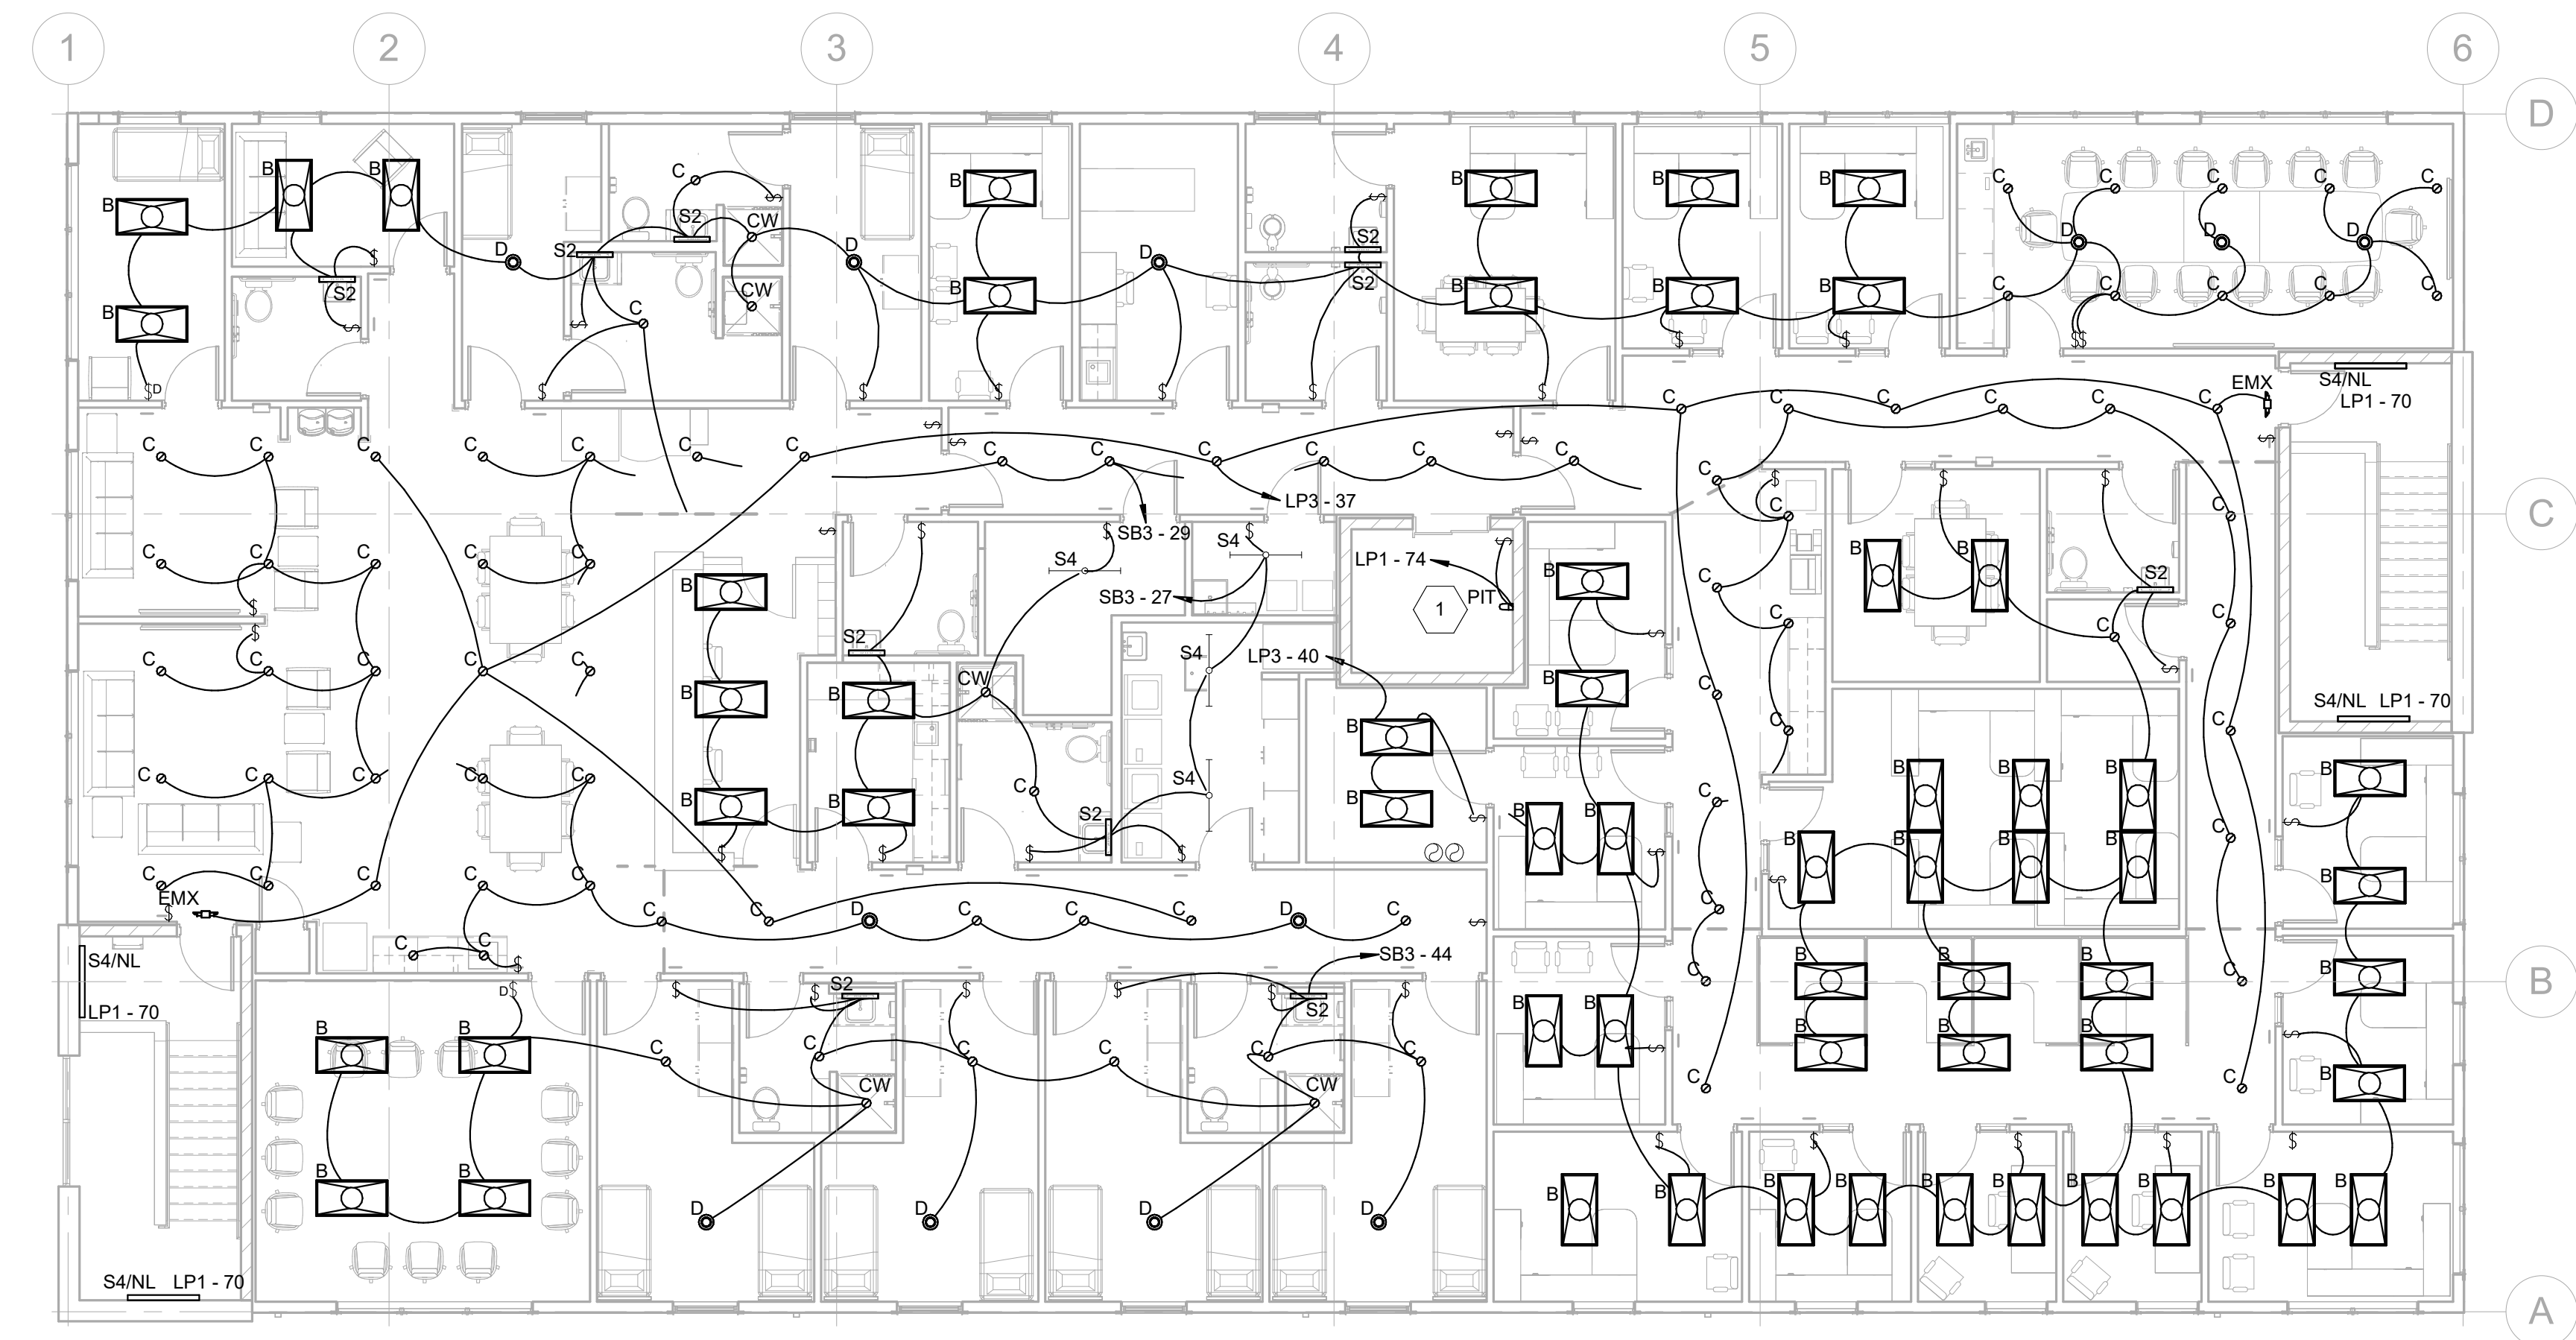 1 2 3 4 5 6
D
B B B D S2 C S2 CW D B D S2 B B B C C C C C
D D D
B B S2 S2 C CW B S2 B B B C C C C C
$D
S4/NL
LP1 - 70
EMX
C C C C C C
C C C C C C C C C C C C C C
LP3 - 37
SB3 - 29
C
C C C
C C C C C B S4 S4 LP1 - 74 B B B S2
SB3 - 27 PIT
1
C C C
C C C C C B S2 B CW S4 LP3 - 40 B C C
S4/NL LP1 - 70
C C C C C B B C S2 S4 B B B B C C B B B B
B B B B B C
C C C C C B
EMX
C C D C C C D C C
C C
S4/NL
LP1 - 70
SB3 - 44
D$
S2 S2
B B C C C C C B B C B B B C B
B B B
CW CW
C C B
B B D D D D B B B B B B B B B B
S4/NL LP1 - 70
C
B
A